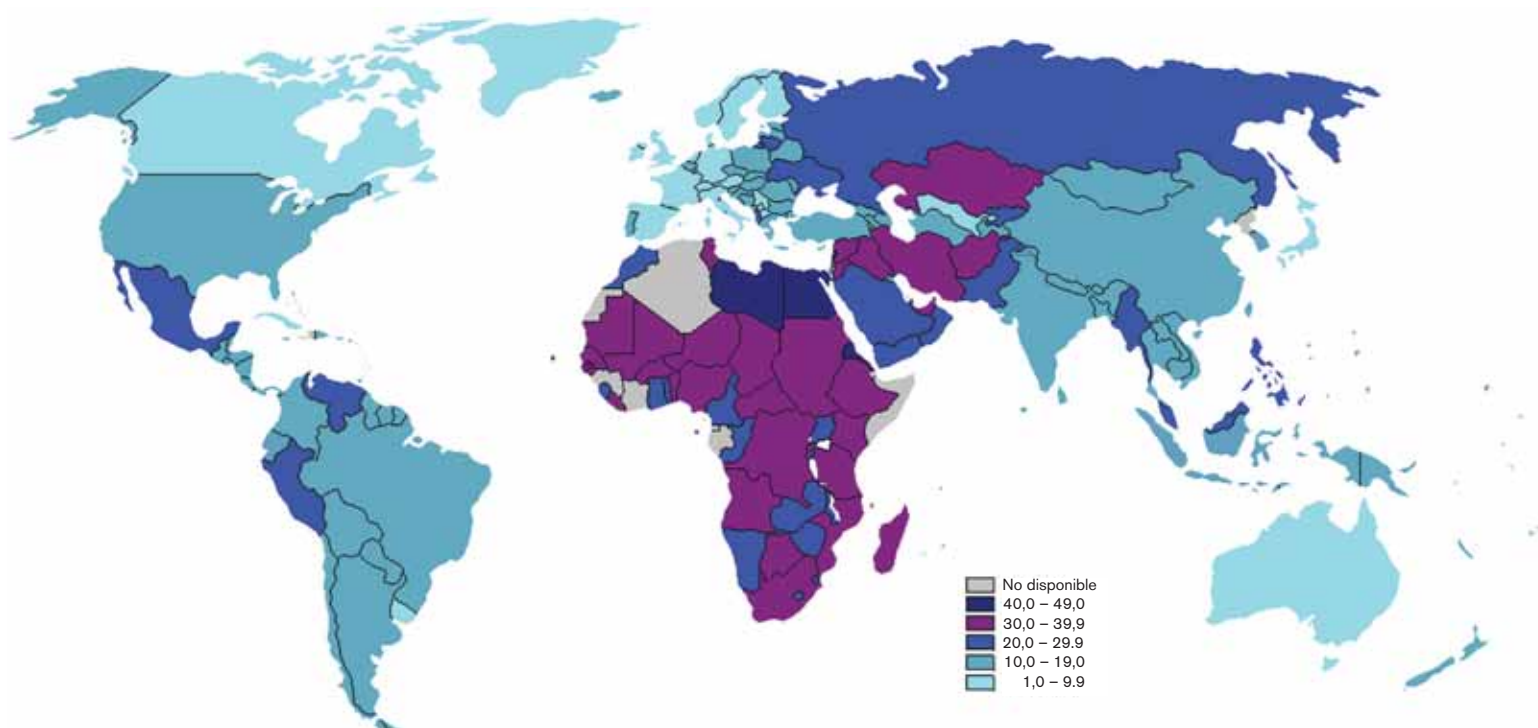 No disponible
40,0 – 49,0
30,0 – 39,9
20,0 – 29.9
10,0 – 19,0
1,0 – 9.9